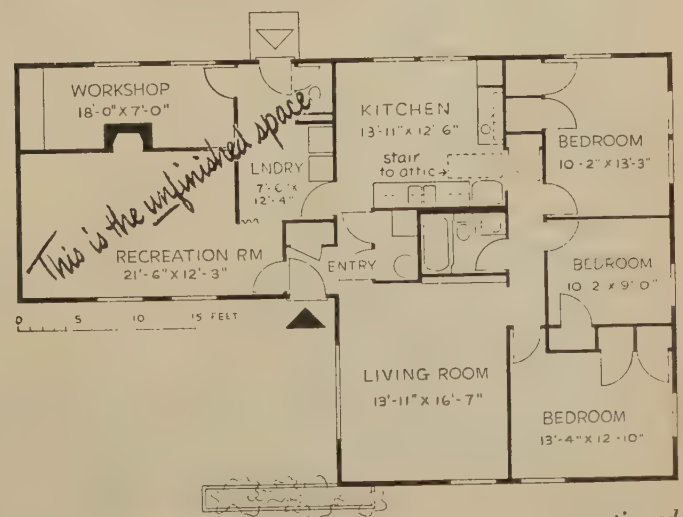 WORKSHOP
18'-0" X 7'-0"
KITCHEN
13'-11" X 12'-6"
stair
to attic→
BEDROOM
10-2" X 13'-3"
LNDRY
12'-4"
This is the unfinished space
RECREATION RM
21'-6" X 12'-3"
ENTRY
BEDROOM
10-2 X 9'-0"
0 5 10 15 FEET
LIVING ROOM
13'-11" X 16'-7"
BEDROOM
13'-4" X 12-10"